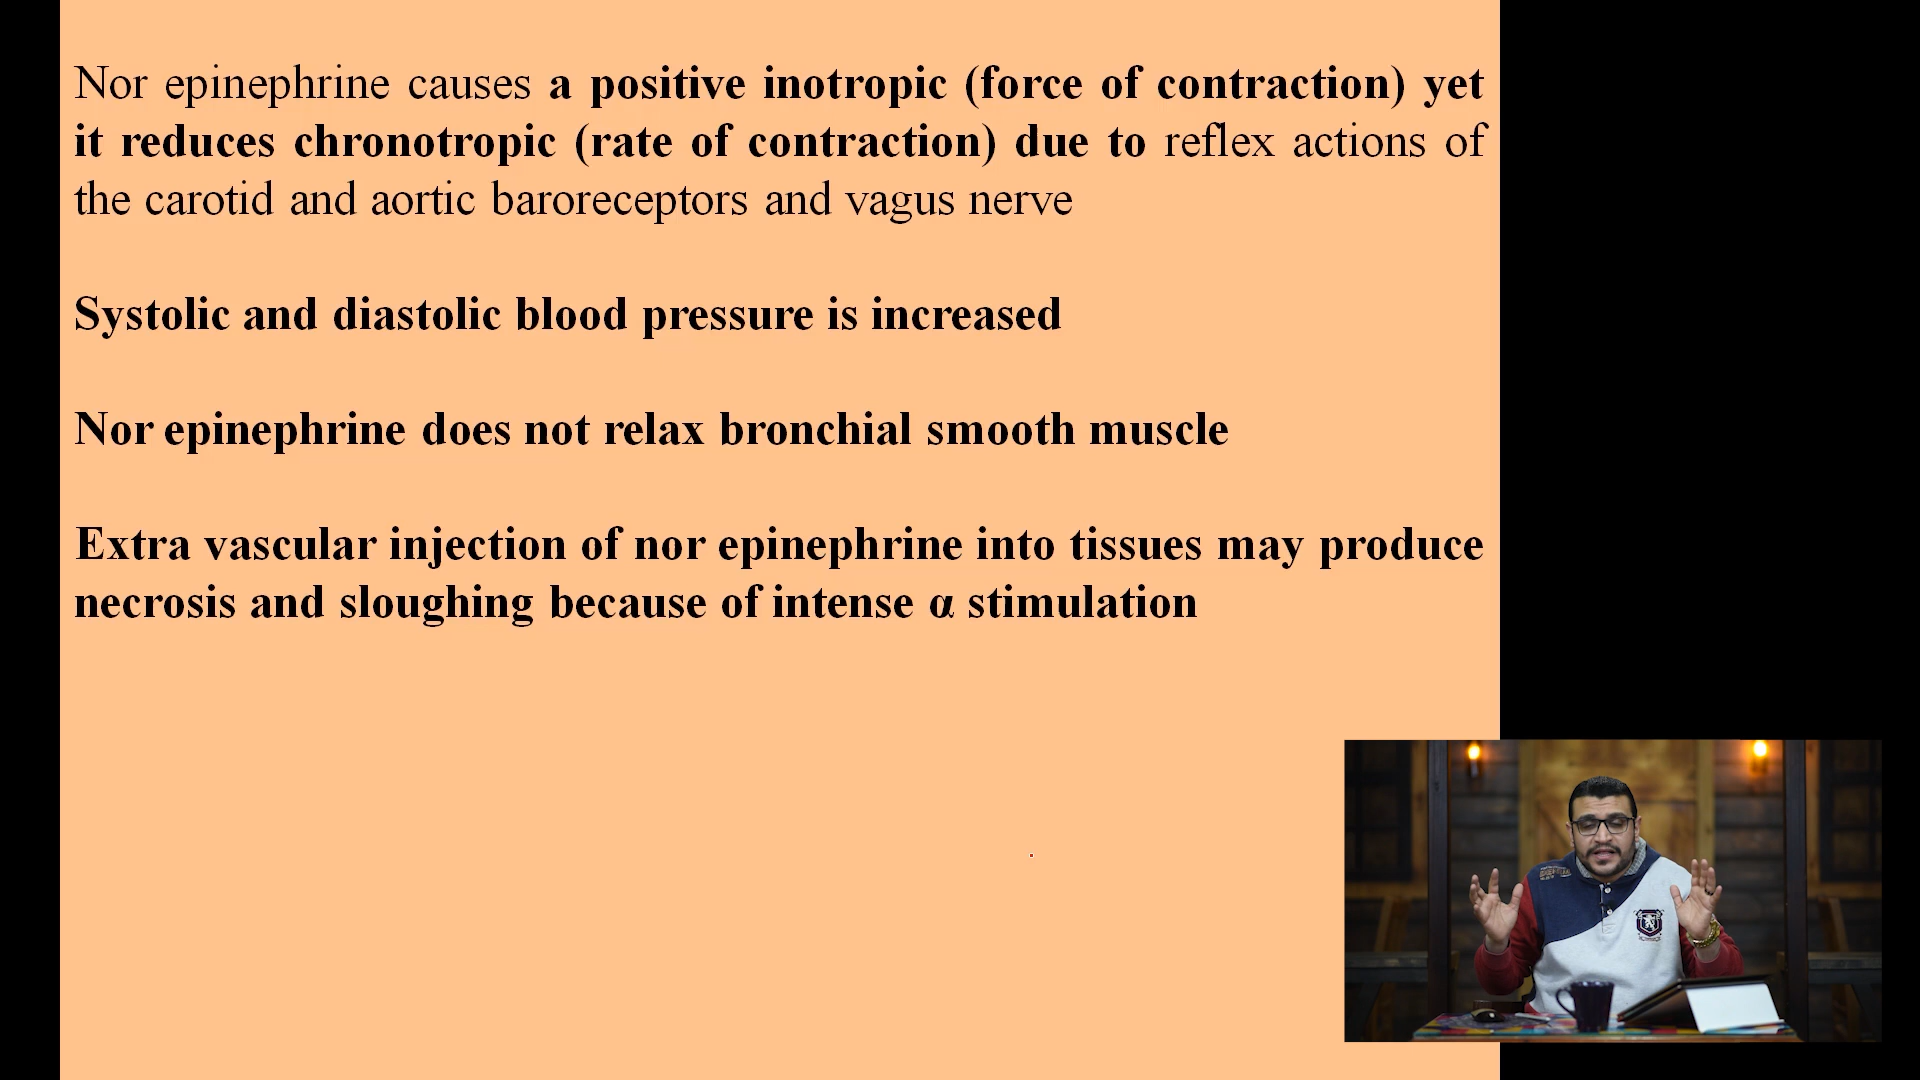 Nor epinephrine causes a positive inotropic (force of contraction) yet
it reduces chronotropic (rate of contraction) due to reflex actions of
the carotid and aortic baroreceptors and vagus nerve
Systolic and diastolic blood pressure is increased
Nor epinephrine does not relax bronchial smooth muscle
Extra vascular injection of nor epinephrine into tissues may produce
necrosis and sloughing because of intense α stimulation